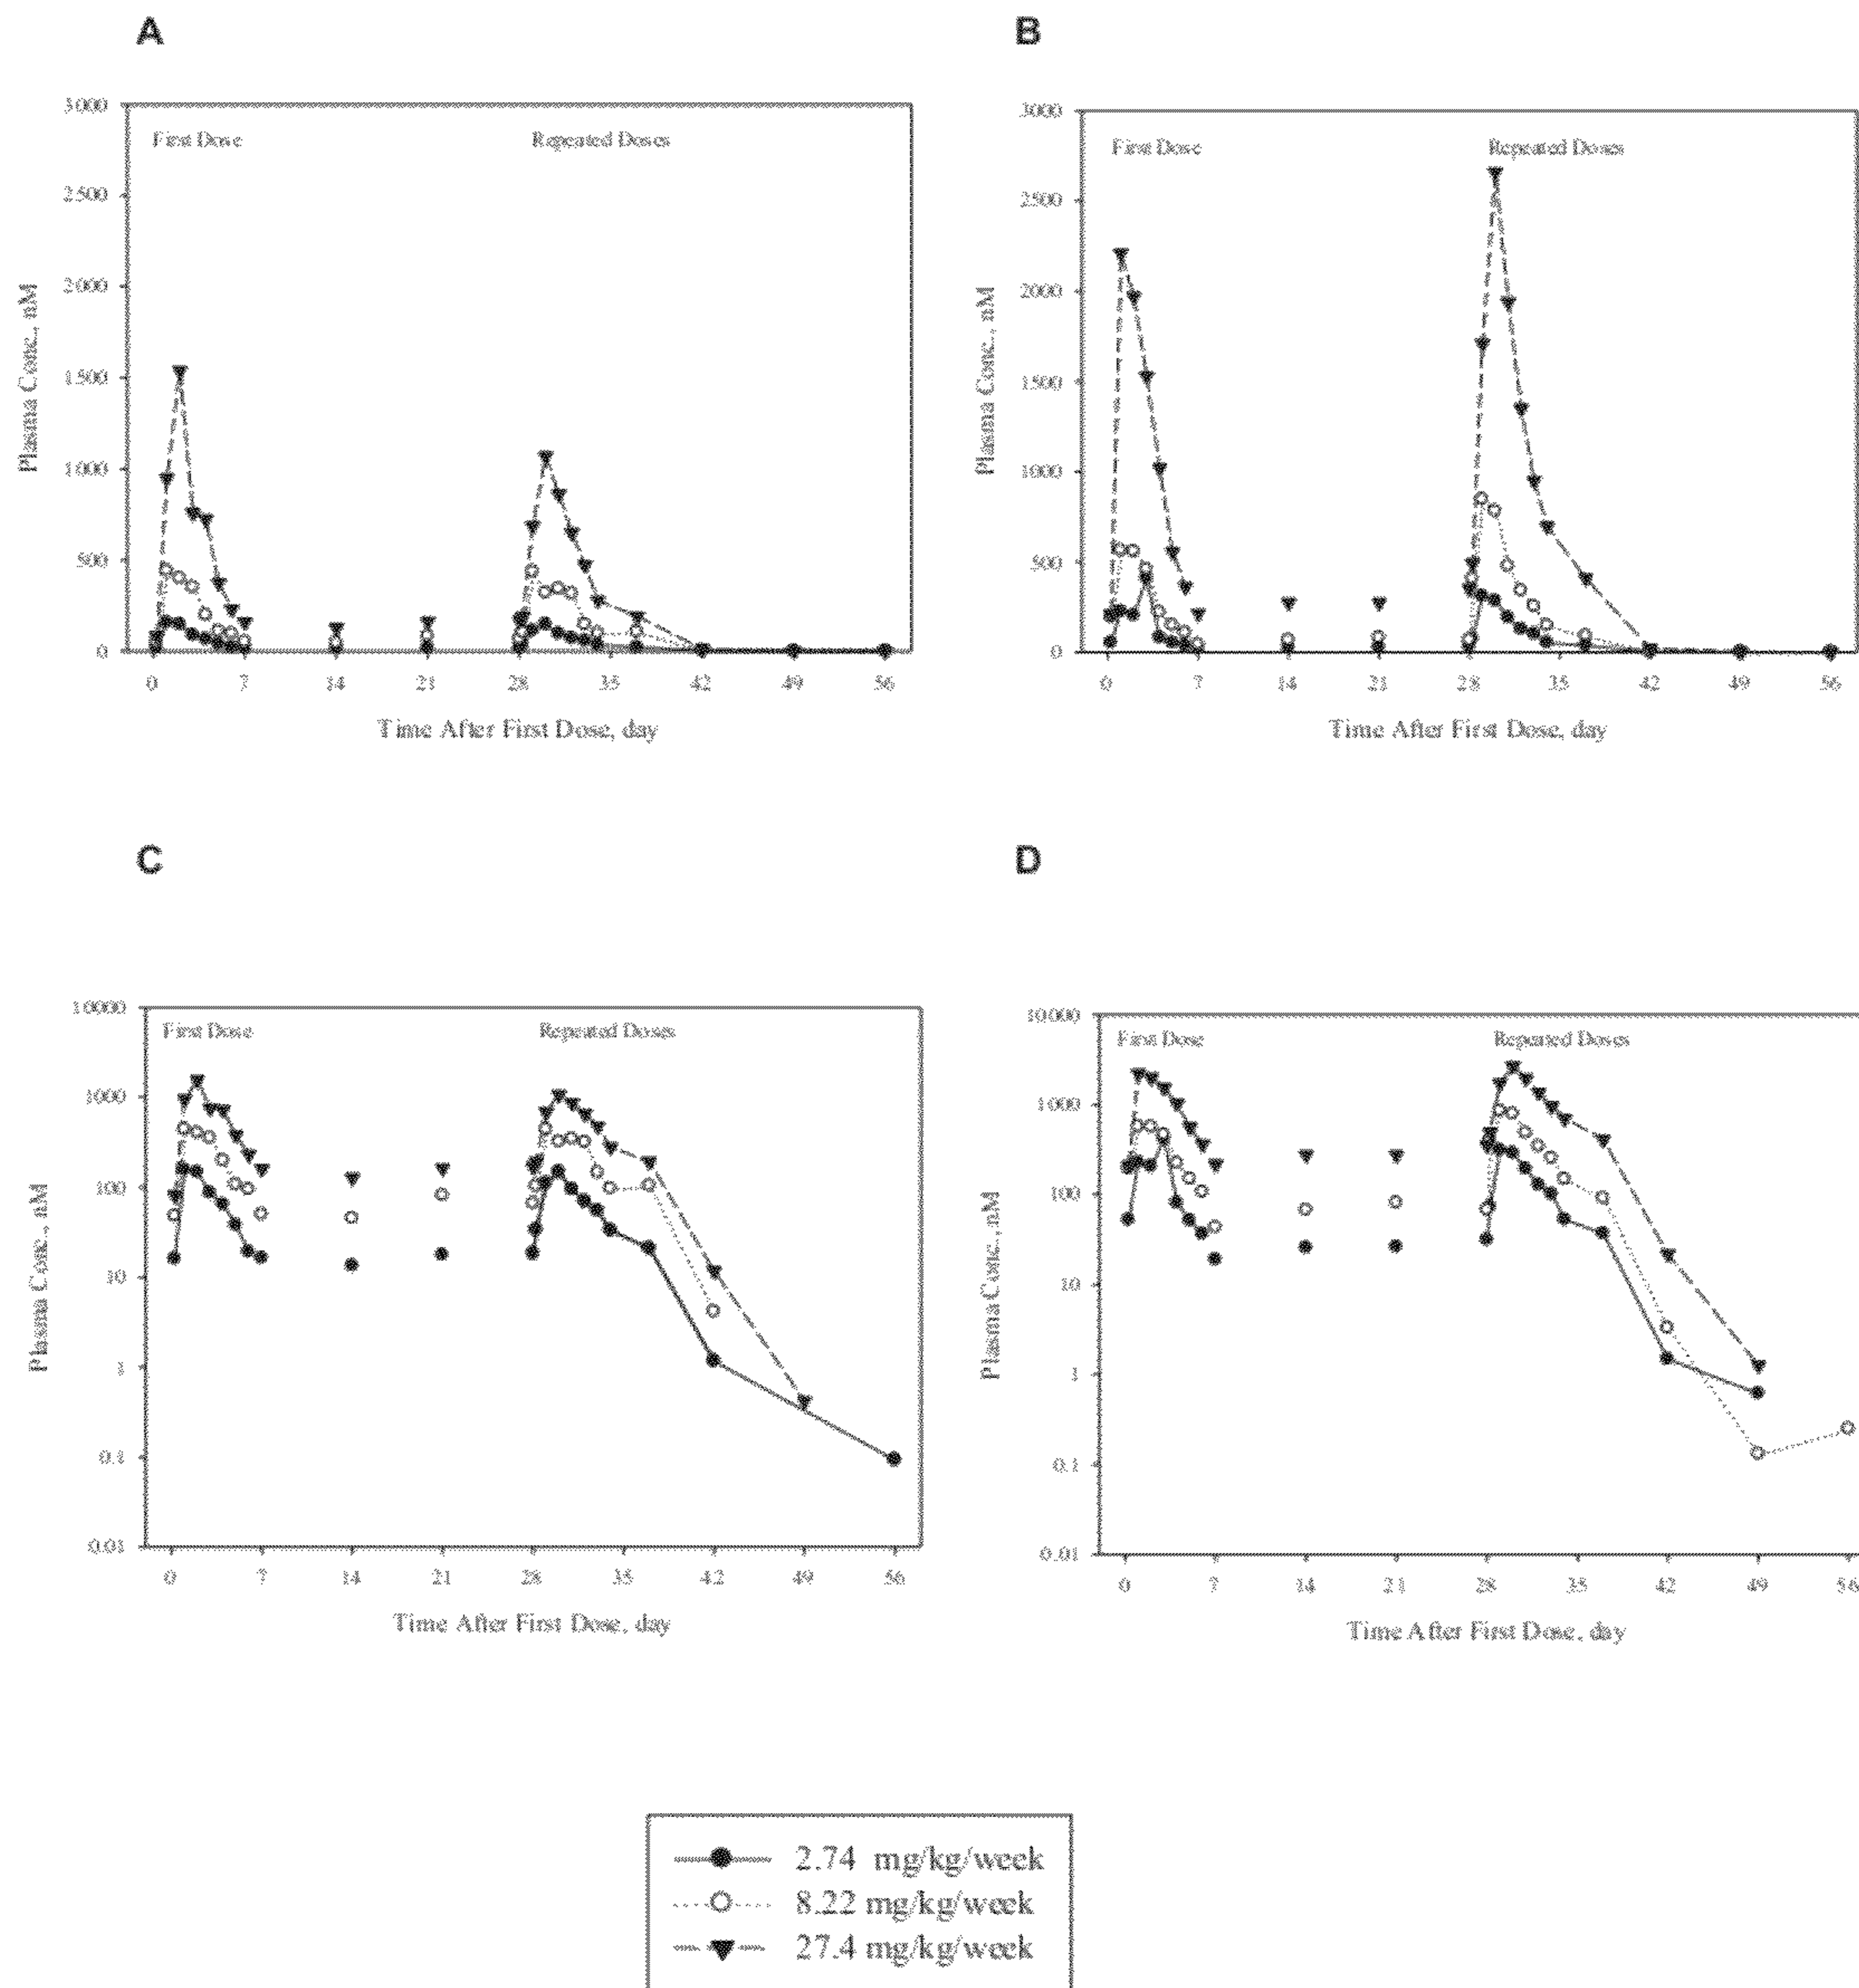 A
3000
2500
2000
1500
1000
500
0
Plasma Conc., nM
First Dose
Repeated Doses
0 7 14 21 28 35 42 49 56
Time After First Dose, day
B
3000
2500
2000
1500
1000
500
0
Plasma Conc., nM
First Dose
Repeated Doses
0 7 14 21 28 35 42 49 56
Time After First Dose, day
C
10000
1000
100
10
1
0.1
0.01
Plasma Conc., nM
First Dose
Repeated Doses
0 7 14 21 28 35 42 49 56
Time After First Dose, day
D
10000
1000
100
10
1
0.1
0.01
Plasma Conc., nM
First Dose
Repeated Doses
0 7 14 21 28 35 42 49 56
Time After First Dose, day
2.74 mg/kg/week
8.22 mg/kg/week
27.4 mg/kg/week